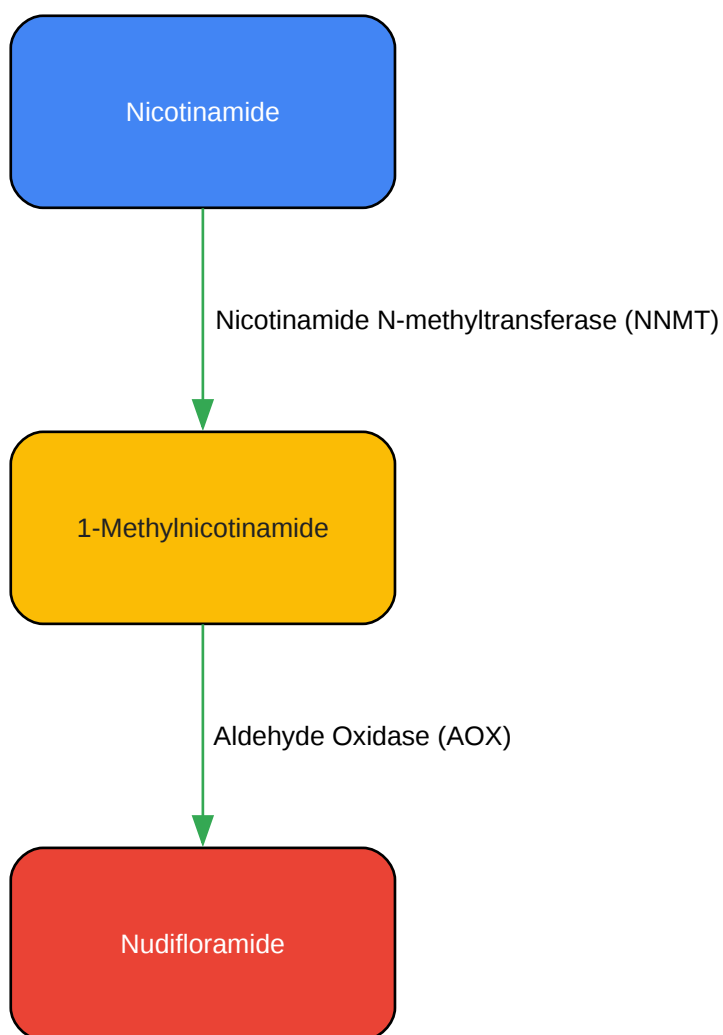 Nicotinamide
Nicotinamide N-methyltransferase (NNMT)
1-Methylnicotinamide
Aldehyde Oxidase (AOX)
Nudifloramide